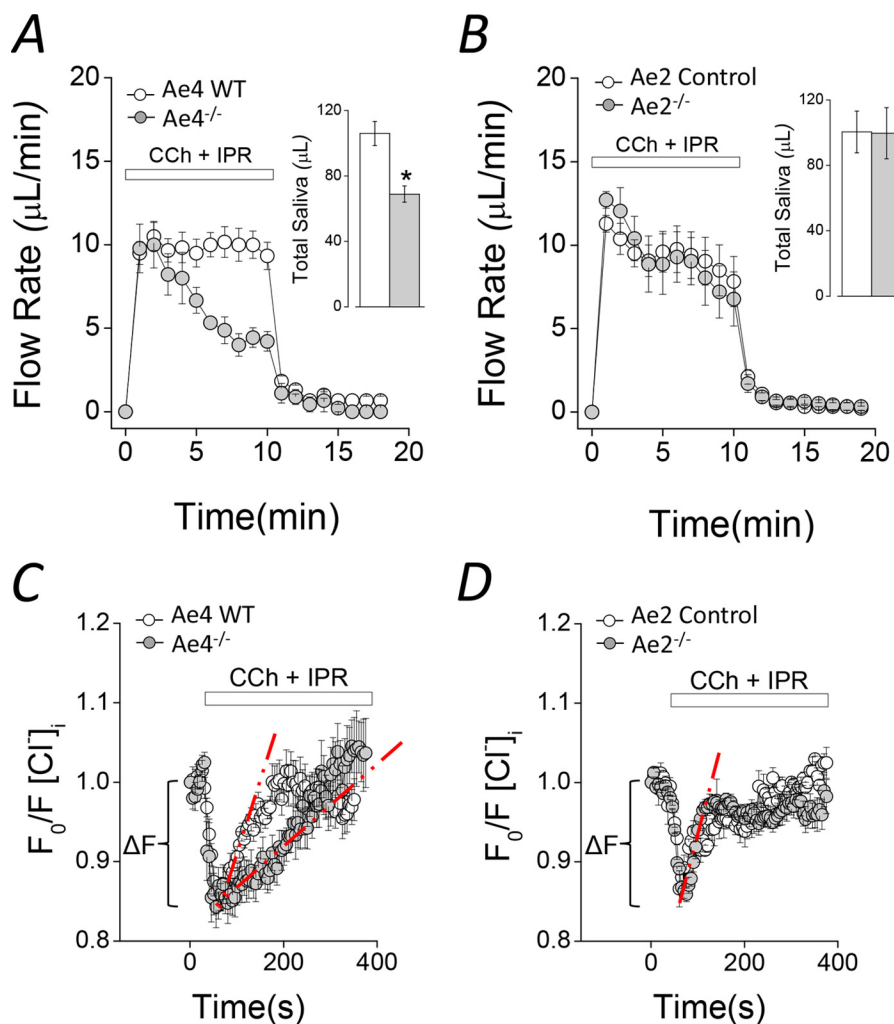 A
Ae4 WT
Ae4-/-
CCh + IPR
Flow Rate (μL/min)
20
15
10
5
0
0 5 10 15 20
Time(min)
Total Saliva (μL)
120
80
40
0
*
B
Ae2 Control
Ae2-/-
CCh + IPR
Flow Rate (μL/min)
20
15
10
5
0
0 5 10 15 20
Time(min)
Total Saliva (μL)
120
80
40
0
C
Ae4 WT
Ae4-/-
CCh + IPR
F0/F [Cl-]i
1.2
1.1
1.0
0.9
0.8
ΔF
0 200 400
Time(s)
D
Ae2 Control
Ae2-/-
CCh + IPR
F0/F [Cl-]i
1.2
1.1
1.0
0.9
0.8
ΔF
0 200 400
Time(s)